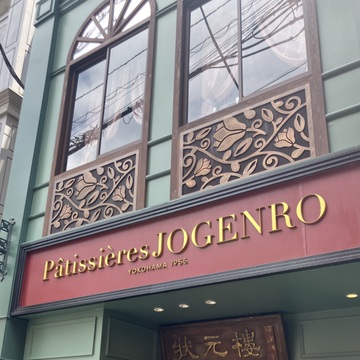 Pâtissières JOGENRO
YOKOHAMA 1955
状元樓